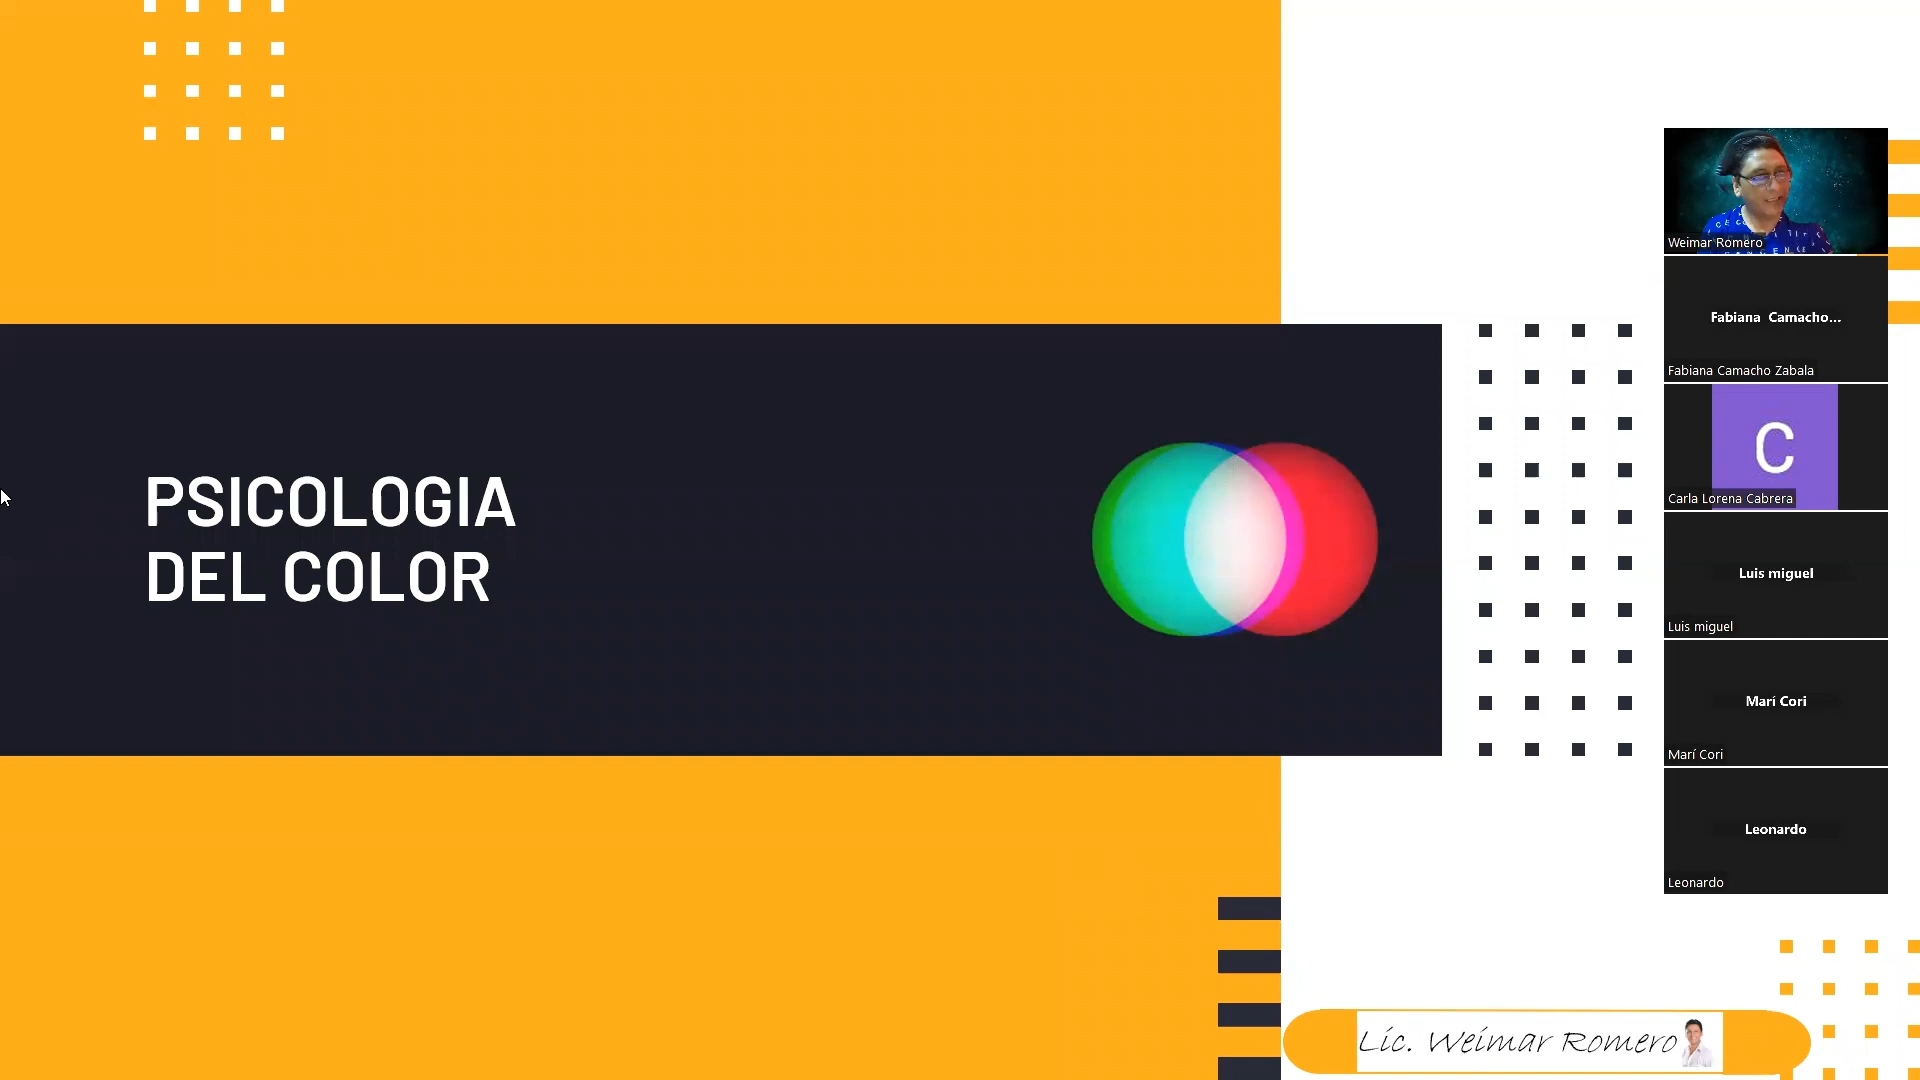 PSICOLOGIA
DEL COLOR
Weimar Romero
Fabiana Camacho...
Fabiana Camacho Zabala
C
Carla Lorena Cabrera
Luis miguel
Luis miguel
Marí Cori
Marí Cori
Leonardo
Leonardo
Lic. Weimar Romero